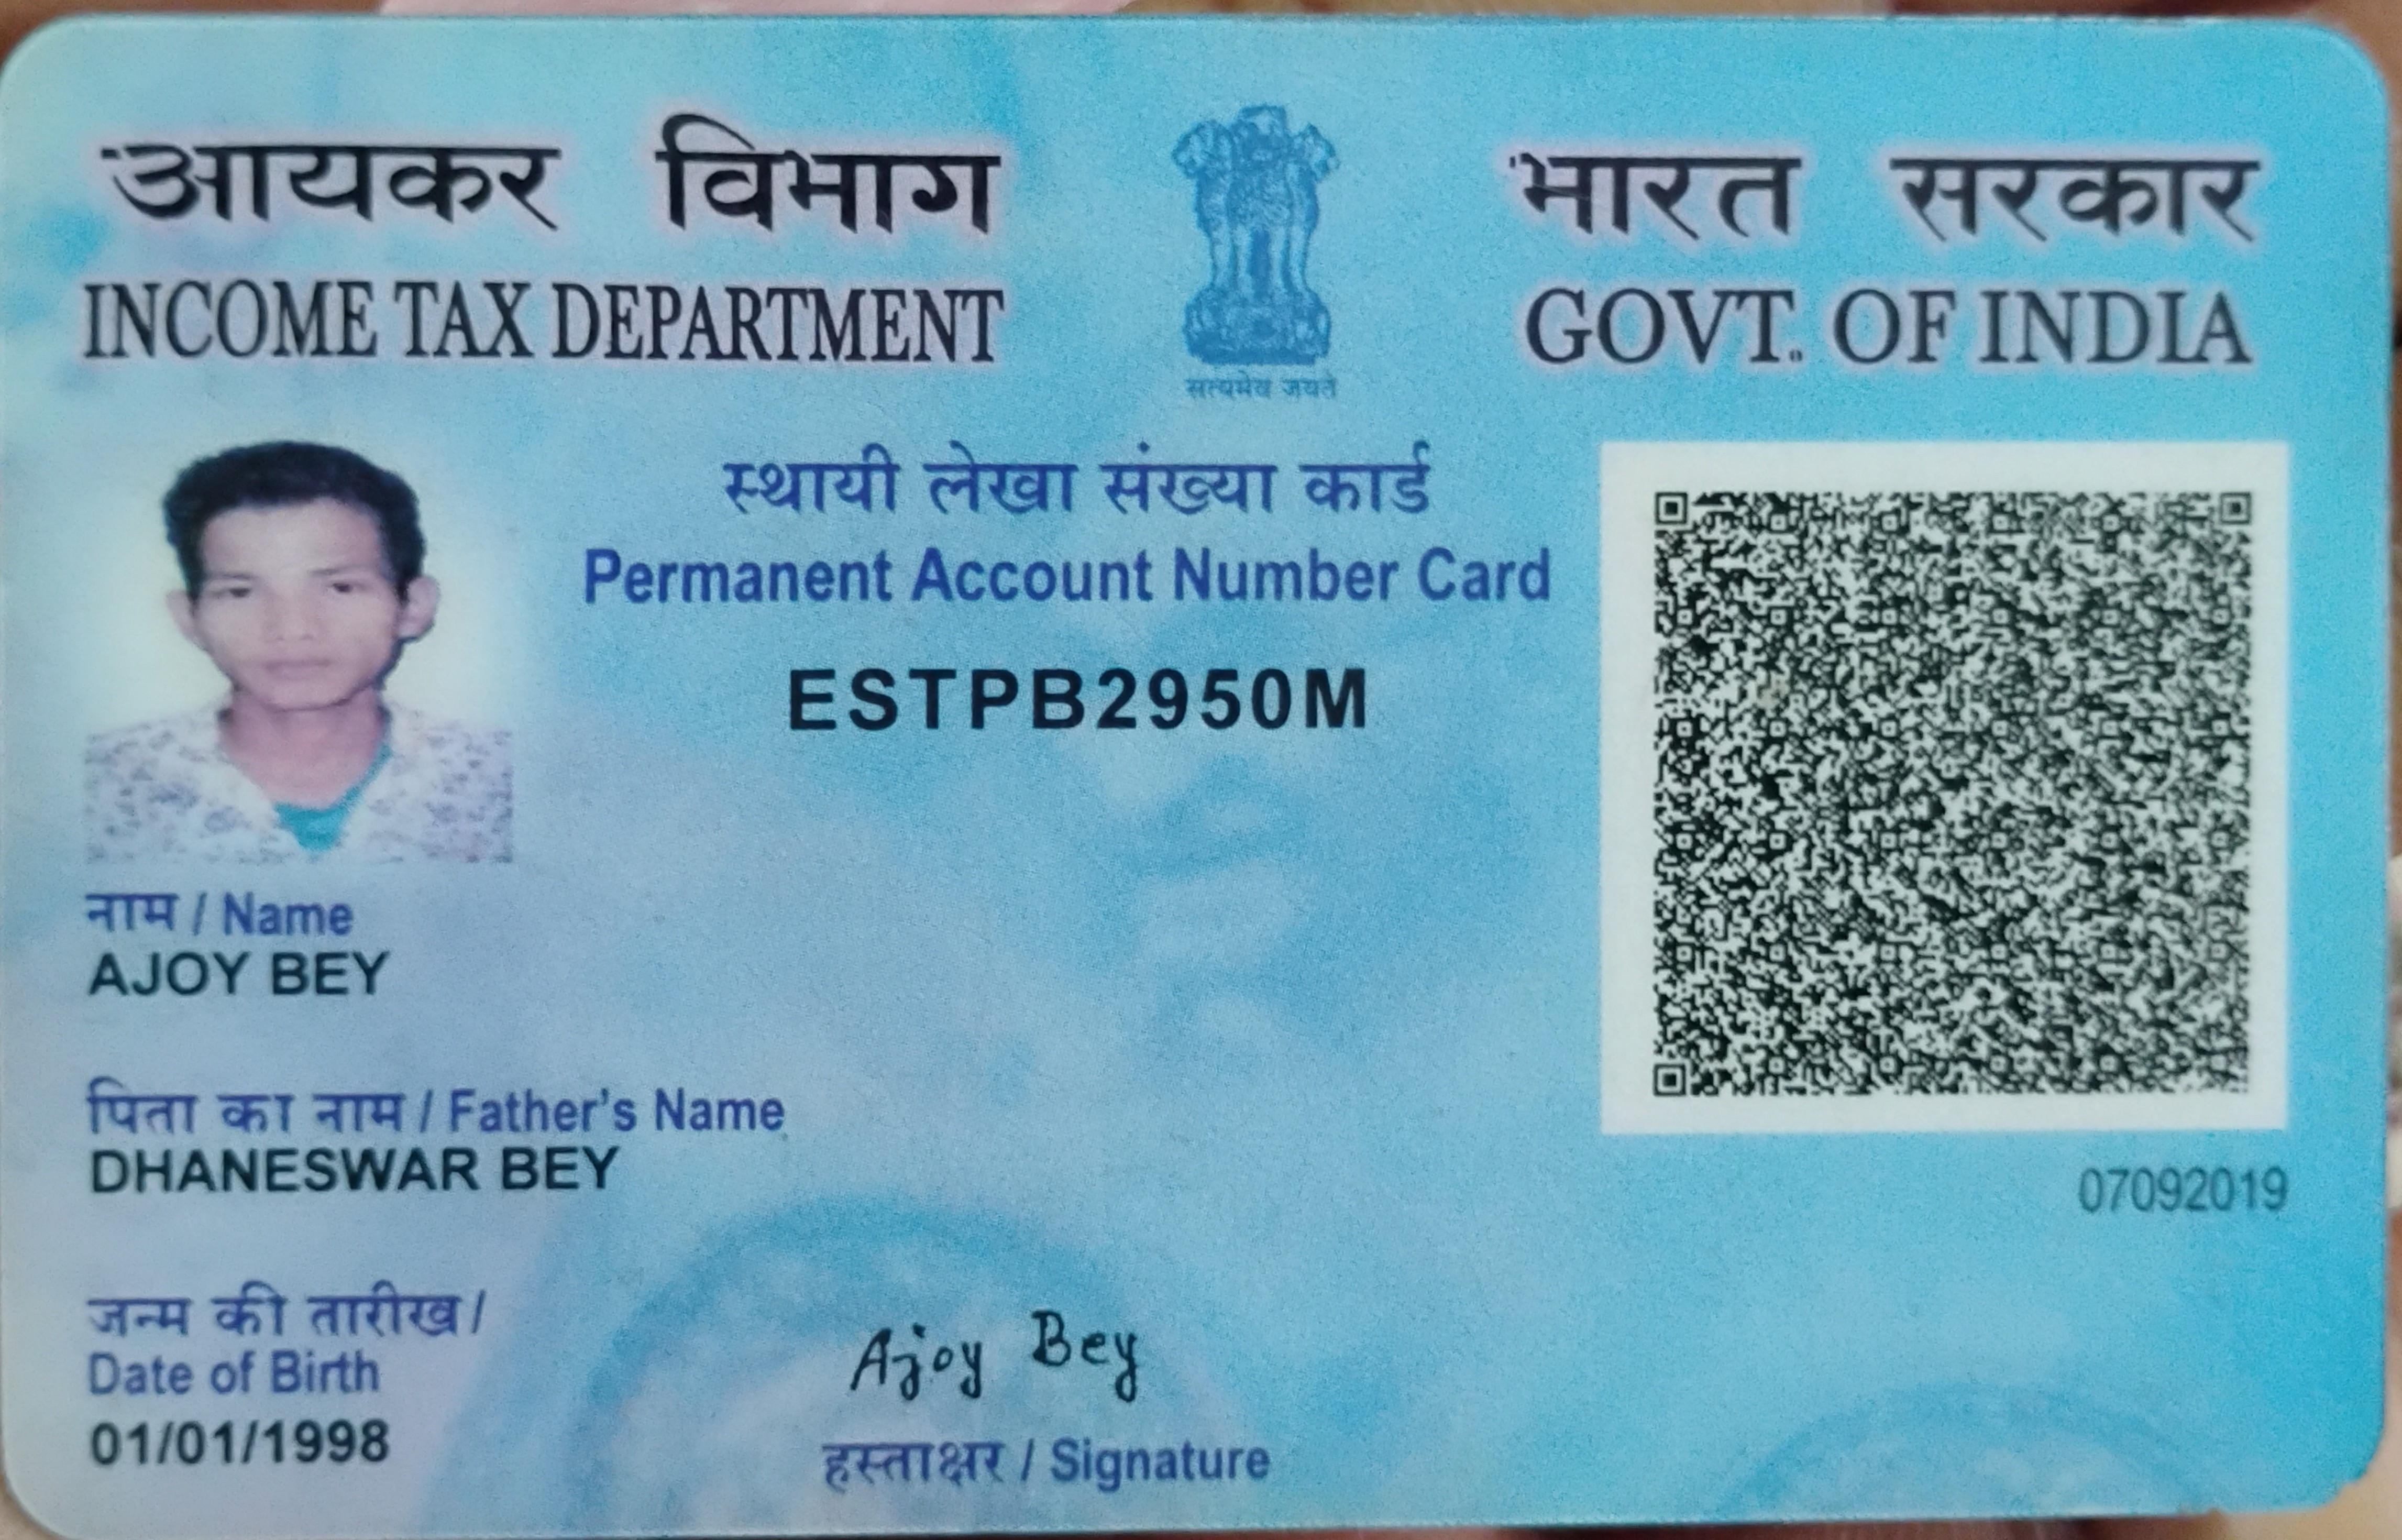 आयकर विभाग
INCOME TAX DEPARTMENT
सत्यमेव जयते
भारत सरकार
GOVT. OF INDIA
स्थायी लेखा संख्या कार्ड
Permanent Account Number Card
ESTPB2950M
नाम / Name
AJOY BEY
पिता का नाम / Father's Name
DHANESWAR BEY
07092019
जन्म की तारीख /
Date of Birth
01/01/1998
Ajoy Bey
हस्ताक्षर / Signature